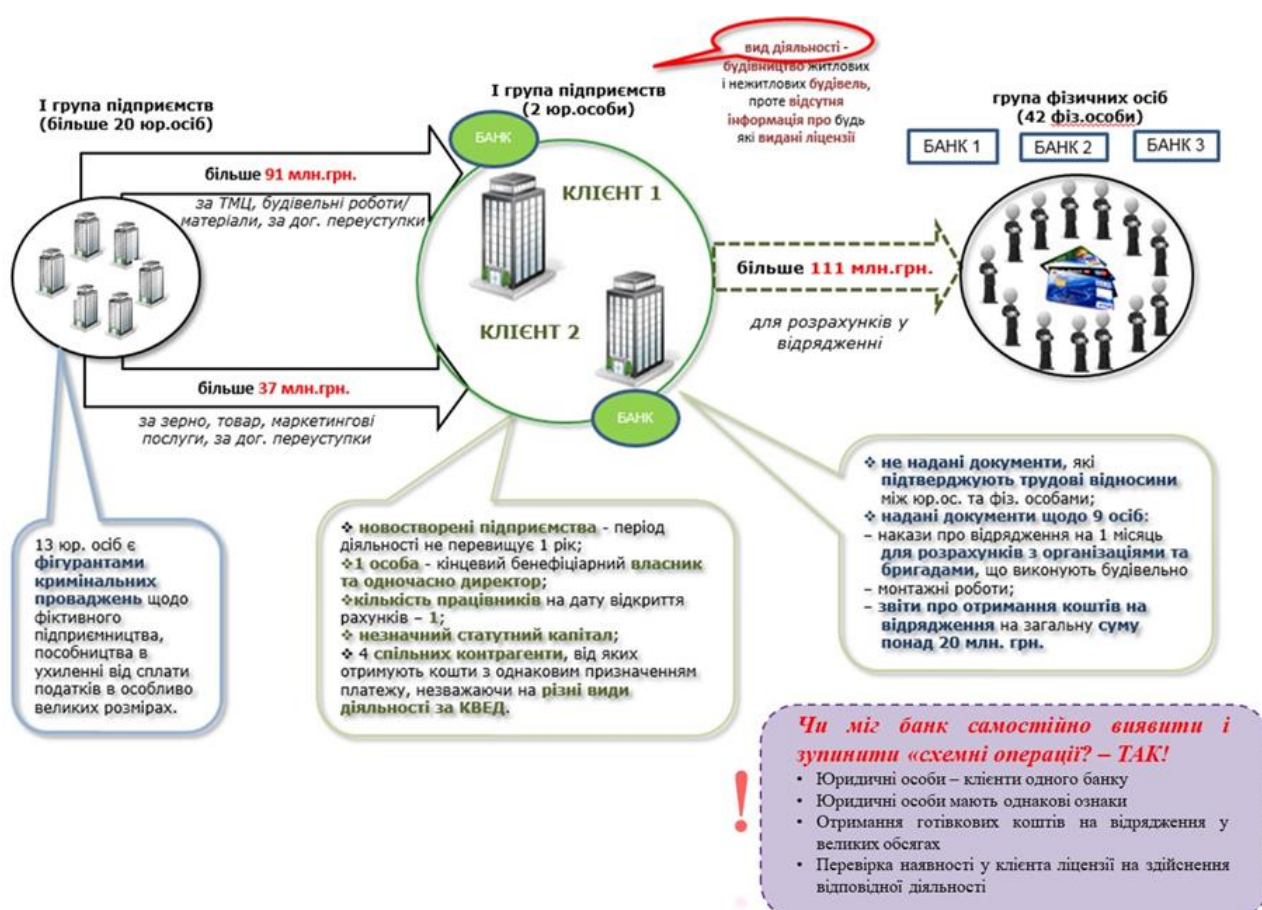 вид діяльності -
будівництво житлових
і нежитлових будівель,
проте відсутня
інформація про будь
які видані ліцензії
І група підприємств
(більше 20 юр.осіб)
І група підприємств
(2 юр.особи)
група фізичних осіб
(42 фіз.особи)
БАНК
БАНК 1
БАНК 2
БАНК 3
більше 91 млн.грн.
за ТМЦ, будівельні роботи/
матеріали, за дог. переуступки
КЛІЄНТ 1
КЛІЄНТ 2
більше 111 млн.грн.
для розрахунків у
відрядженні
більше 37 млн.грн.
за зерно, товар, маркетингові
послуги, за дог. переуступки
БАНК
13 юр. осіб є
фігурантами
кримінальних
проваджень щодо
фіктивного
підприємництва,
пособництва в
ухиленні від сплати
податків в особливо
великих розмірах.
❖ новостворені підприємства - період
діяльності не перевищує 1 рік;
❖1 особа - кінцевий бенефіціарний власник
та одночасно директор;
❖кількість працівників на дату відкриття
рахунків – 1;
❖ незначний статутний капітал;
❖ 4 спільних контрагенти, від яких
отримують кошти з однаковим призначенням
платежу, незважаючи на різні види
діяльності за КВЕД.
❖ не надані документи, які
підтверджують трудові відносини
між юр.ос. та фіз. особами;
❖ надані документи щодо 9 осіб:
– накази про відрядження на 1 місяць
для розрахунків з організаціями та
бригадами, що виконують будівельно
– монтажні роботи;
– звіти про отримання коштів на
відрядження на загальну суму
понад 20 млн. грн.
!
Чи міг банк самостійно виявити і
зупинити «схемні операції? – ТАК!
• Юридичні особи – клієнти одного банку
• Юридичні особи мають однакові ознаки
• Отримання готівкових коштів на відрядження у
великих обсягах
• Перевірка наявності у клієнта ліцензії на здійснення
відповідної діяльності